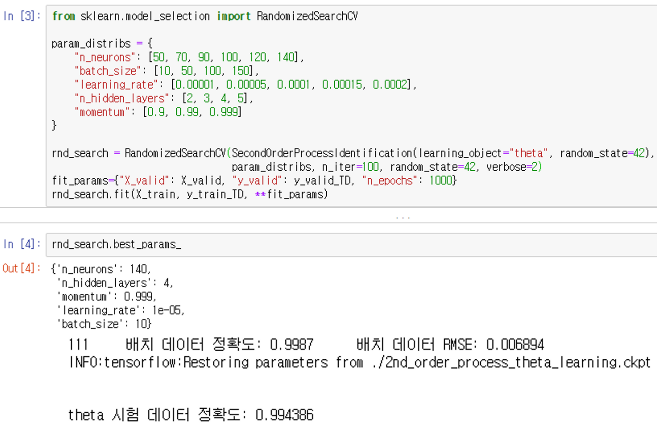 In [3]: from sklearn.model_selection import RandomizedSearchCV
param_distribs = {
"n_neurons": [50, 70, 90, 100, 120, 140],
"batch_size": [10, 50, 100, 150],
"learning_rate": [0.00001, 0.00005, 0.0001, 0.00015, 0.0002],
"n_hidden_layers": [2, 3, 4, 5],
"momentum": [0.9, 0.99, 0.999]
}
rnd_search = RandomizedSearchCV(SecondOrderProcessIdentification(learning_object="theta", random_state=42),
param_distribs, n_iter=100, random_state=42, verbose=2)
fit_params={"X_valid": X_valid, "y_valid": y_valid_TD, "n_epochs": 1000}
rnd_search.fit(X_train, y_train_TD, **fit_params)
...
In [4]: rnd_search.best_params_
Out[4]: {'n_neurons': 140,
'n_hidden_layers': 4,
'momentum': 0.999,
'learning_rate': 1e-05,
'batch_size': 10}
111 배치 데이터 정확도: 0.9987 배치 데이터 RMSE: 0.006894
INFO:tensorflow:Restoring parameters from ./2nd_order_process_theta_learning.ckpt
theta 시험 데이터 정확도: 0.994386